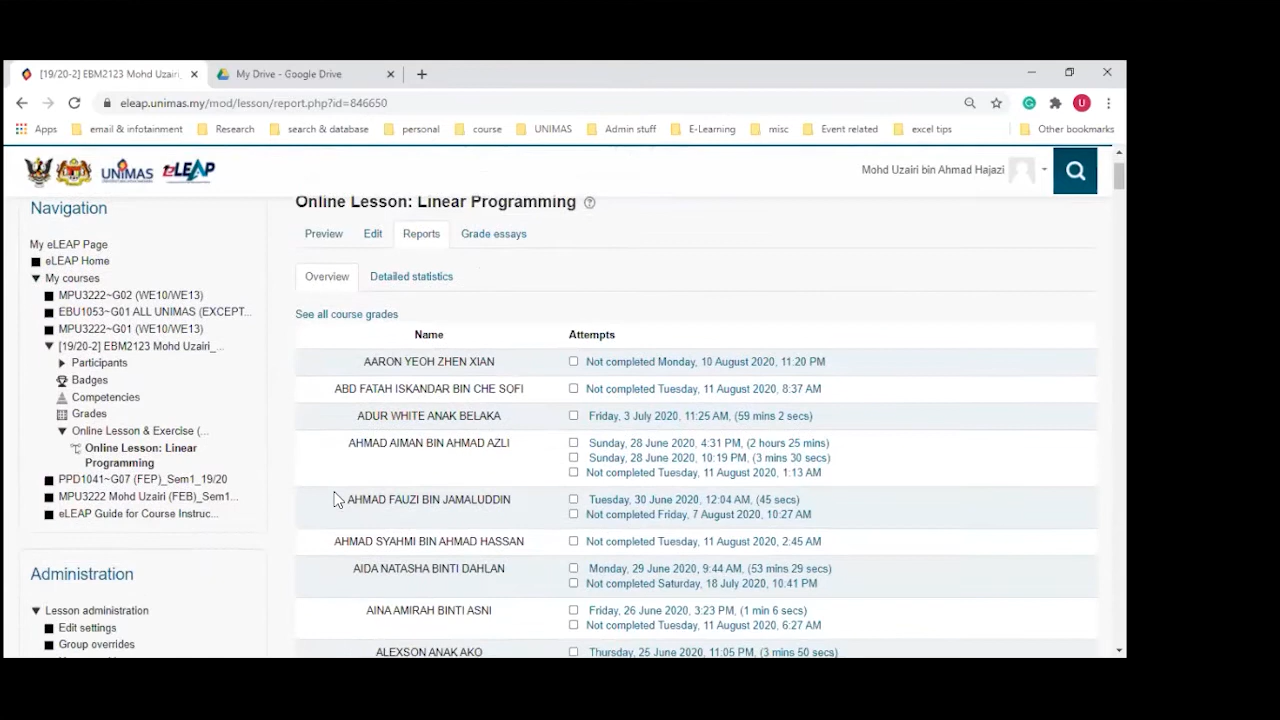 [19/20-2] EBM2123 Mohd Uzairi
My Drive - Google Drive
eleap.unimas.my/mod/lesson/report.php?id=846650
U
Apps email & infotainment Research search & database personal course UNIMAS Admin stuff E-Learning misc Event related excel tips Other bookmarks
UNIMAS eLEAP
Mohd Uzairi bin Ahmad Hajazi
Navigation
My eLEAP Page
eLEAP Home
My courses
MPU3222~G02 (WE10/WE13)
EBU1053~G01 ALL UNIMAS (EXCEPT...
MPU3222~G01 (WE10/WE13)
[19/20-2] EBM2123 Mohd Uzairi_...
Participants
Badges
Competencies
Grades
Online Lesson & Exercise (...
Online Lesson: Linear
Programming
PPD1041~G07 (FEP)_Sem1_19/20
MPU3222 Mohd Uzairi (FEB)_Sem1...
eLEAP Guide for Course Instruc...
Administration
Lesson administration
Edit settings
Group overrides
Online Lesson: Linear Programming
Preview Edit Reports Grade essays
Overview Detailed statistics
See all course grades
Name Attempts
AARON YEOH ZHEN XIAN Not completed Monday, 10 August 2020, 11:20 PM
ABD FATAH ISKANDAR BIN CHE SOFI Not completed Tuesday, 11 August 2020, 8:37 AM
ADUR WHITE ANAK BELAKA Friday, 3 July 2020, 11:25 AM, (59 mins 2 secs)
AHMAD AIMAN BIN AHMAD AZLI Sunday, 28 June 2020, 4:31 PM, (2 hours 25 mins)
Sunday, 28 June 2020, 10:19 PM, (3 mins 30 secs)
Not completed Tuesday, 11 August 2020, 1:13 AM
AHMAD FAUZI BIN JAMALUDDIN Tuesday, 30 June 2020, 12:04 AM, (45 secs)
Not completed Friday, 7 August 2020, 10:27 AM
AHMAD SYAHMI BIN AHMAD HASSAN Not completed Tuesday, 11 August 2020, 2:45 AM
AIDA NATASHA BINTI DAHLAN Monday, 29 June 2020, 9:44 AM, (53 mins 29 secs)
Not completed Saturday, 18 July 2020, 10:41 PM
AINA AMIRAH BINTI ASNI Friday, 26 June 2020, 3:23 PM, (1 min 6 secs)
Not completed Tuesday, 11 August 2020, 6:27 AM
ALEXSON ANAK AKO Thursday, 25 June 2020, 11:05 PM, (3 mins 50 secs)